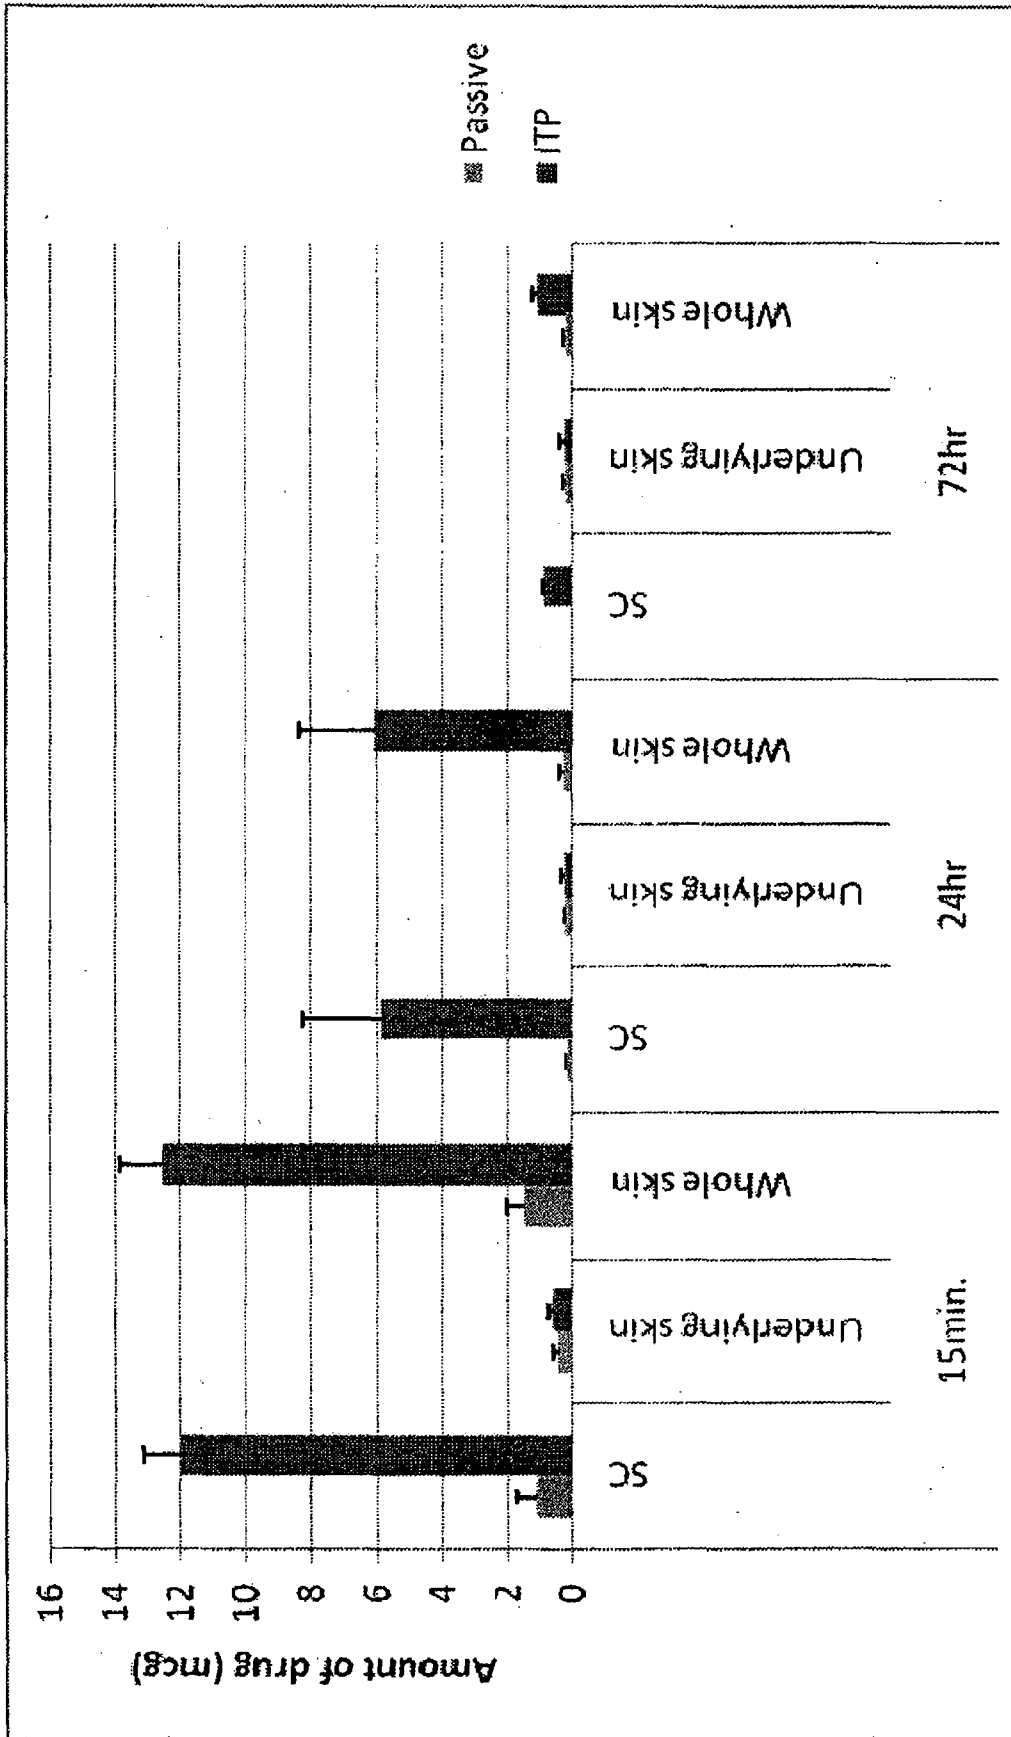 Amount of drug (mcg)
16
14
12
10
8
6
4
2
0
SC
Underlying skin
Whole skin
SC
Underlying skin
Whole skin
SC
Underlying skin
Whole skin
15min.
24hr
72hr
Passive
ITP